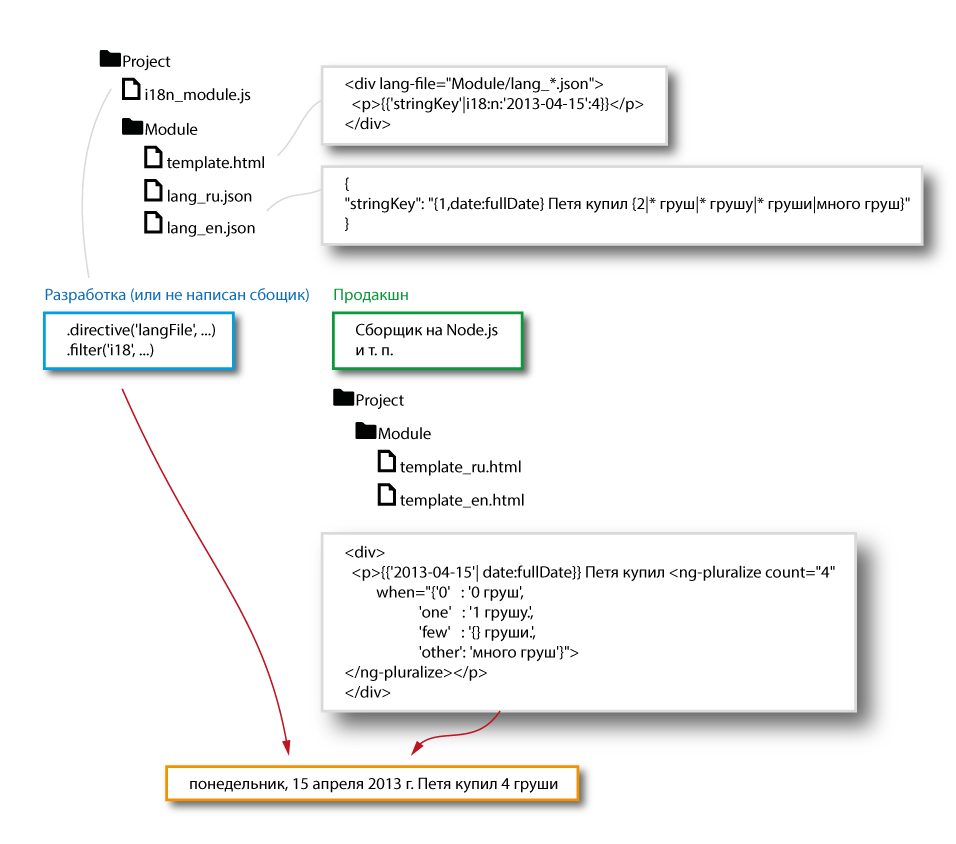 Project
i18n_module.js
Module
template.html
lang_ru.json
lang_en.json
<div lang-file="Module/lang_*.json">
<p>{{'stringKey'|i18:n:'2013-04-15':4}}</p>
</div>
{
"stringKey": "{1,date:fullDate} Петя купил {2|* груш|* грушу|* груши|много груш}"
}
Разработка (или не написан сбощик)
.directive('langFile', ...)
.filter('i18', ...)
Продакшн
Сборщик на Node.js
и т. п.
Project
Module
template_ru.html
template_en.html
<div>
<p>{{'2013-04-15'| date:fullDate}} Петя купил <ng-pluralize count="4"
when="{'0' : '0 груш',
'one' : '1 грушу.',
'few' : '{} груши.',
'other': 'много груш'}">
</ng-pluralize></p>
</div>
понедельник, 15 апреля 2013 г. Петя купил 4 груши